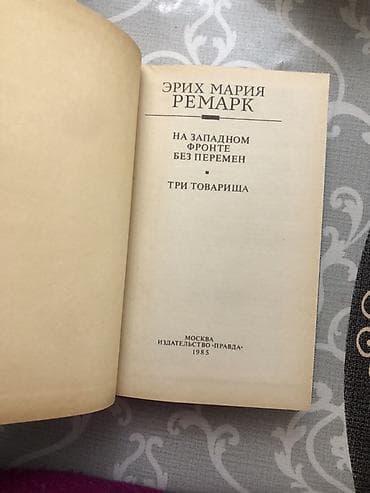 ЭРИХ МАРИЯ
РЕМАРК
НА ЗАПАДНОМ
ФРОНТЕ
БЕЗ ПЕРЕМЕН
ТРИ ТОВАРИЩА
МОСКВА
ИЗДАТЕЛЬСТВО «ПРАВДА»
1985